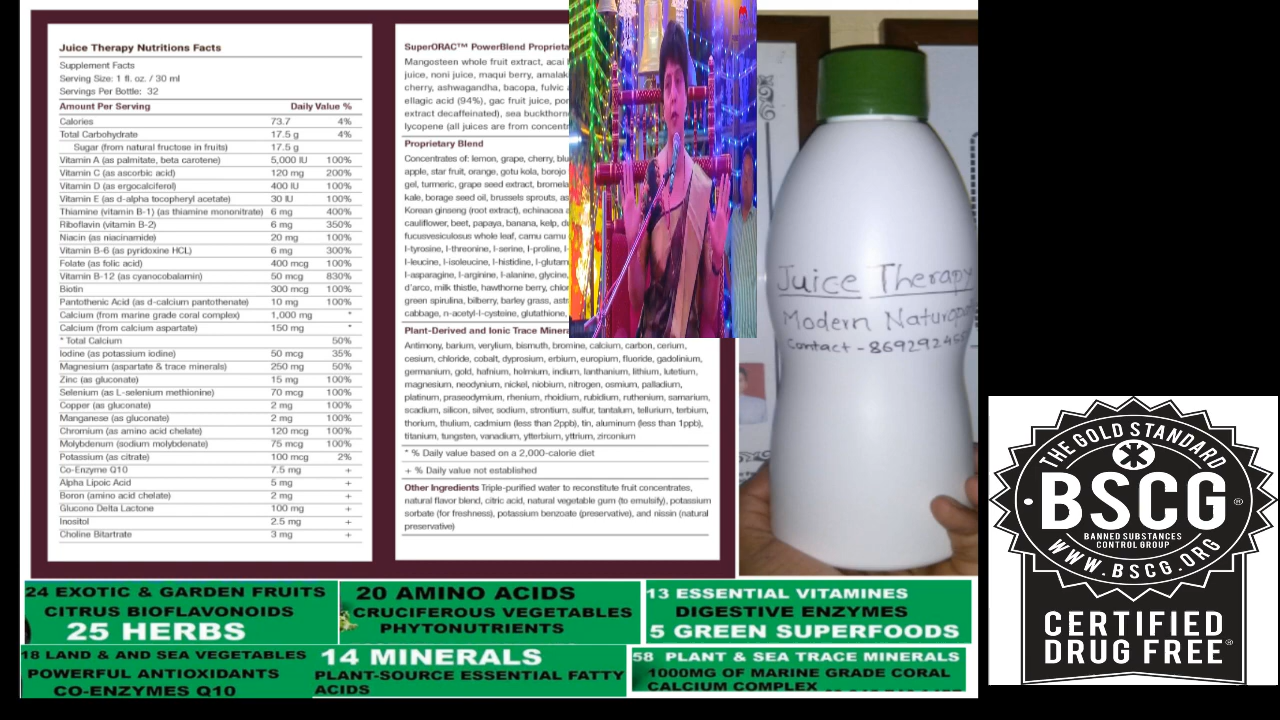 Juice Therapy Nutritions Facts
Supplement Facts
Serving Size: 1 fl. oz. / 30 ml
Servings Per Bottle: 32
Amount Per Serving Daily Value %
Calories 73.7 4%
Total Carbohydrate 17.5 g 4%
Sugar (from natural fructose in fruits) 17.5 g
Vitamin A (as palmitate, beta carotene) 5,000 IU 100%
Vitamin C (as ascorbic acid) 120 mg 200%
Vitamin D (as ergocalciferol) 400 IU 100%
Vitamin E (as d-alpha tocopheryl acetate) 30 IU 100%
Thiamine (vitamin B-1) (as thiamine mononitrate) 6 mg 400%
Riboflavin (vitamin B-2) 6 mg 350%
Niacin (as niacinamide) 20 mg 100%
Vitamin B-6 (as pyridoxine HCL) 6 mg 300%
Folate (as folic acid) 400 mcg 100%
Vitamin B-12 (as cyanocobalamin) 50 mcg 830%
Biotin 300 mcg 100%
Pantothenic Acid (as d-calcium pantothenate) 10 mg 100%
Calcium (from marine grade coral complex) 1,000 mg *
Calcium (from calcium aspartate) 150 mg *
* Total Calcium 50%
Iodine (as potassium iodine) 50 mcg 35%
Magnesium (aspartate & trace minerals) 250 mg 50%
Zinc (as gluconate) 15 mg 100%
Selenium (as L-selenium methionine) 70 mcg 100%
Copper (as gluconate) 2 mg 100%
Manganese (as gluconate) 2 mg 100%
Chromium (as amino acid chelate) 120 mcg 100%
Molybdenum (sodium molybdenate) 75 mcg 100%
Potassium (as citrate) 100 mcg 2%
Co-Enzyme Q10 7.5 mg +
Alpha Lipoic Acid 5 mg +
Boron (amino acid chelate) 2 mg +
Glucono Delta Lactone 100 mg +
Inositol 2.5 mg +
Choline Bitartrate 3 mg +
SuperORAC™ PowerBlend
Mangosteen whole fruit extract, acai
juice, noni juice, maqui berry,
cherry, ashwagandha, bacopa, fulvic
ellagic acid (94%), gac fruit juice,
extract decaffeinated), sea
lycopene (all juices are from
Proprietary Blend
Concentrates of: lemon, grape, cherry,
apple, star fruit, orange, gotu kola, borojo
gel, turmeric, grape seed extract,
kale, borage seed oil, brussels sprouts,
Korean ginseng (root extract), echinacea
cauliflower, beet, papaya, banana, kelp,
fucusvesiculosus whole leaf, camu camu
l-tyrosine, l-threonine, l-serine, l-proline,
l-leucine, l-isoleucine, l-histidine,
l-asparagine, l-arginine, l-alanine, glycine,
d'arco, milk thistle, hawthorne berry,
green spirulina, bilberry, barley grass,
cabbage, n-acetyl-l-cysteine, glutathione,
Plant-Derived and Ionic Trace
Antimony, barium, verylium, bismuth, bromine, calcium, carbon, cerium,
cesium, chloride, cobalt, dyprosium, erbium, europium, fluoride, gadolinium,
germanium, gold, hafnium, holmium, indium, lanthanium, lithium, lutetium,
magnesium, neodynium, nickel, niobium, nitrogen, osmium, palladium,
platinum, praseodymium, rhenium, rhoidium, rubidium, ruthenium, samarium,
scadium, silicon, silver, sodium, strontium, sulfur, tantalum, tellurium, terbium,
thorium, thulium, cadmium (less than 2ppb), tin, aluminum (less than 1ppb),
titanium, tungsten, vanadium, ytterbium, yttrium, zirconium
* % Daily value based on a 2,000-calorie diet
+ % Daily value not established
Other Ingredients Triple-purified water to reconstitute fruit concentrates,
natural flavor blend, citric acid, natural vegetable gum (to emulsify), potassium
sorbate (for freshness), potassium benzoate (preservative), and nissin (natural
preservative)
Juice Therapy
Modern
Contact - 869292
24 EXOTIC & GARDEN FRUITS
CITRUS BIOFLAVONOIDS
25 HERBS
20 AMINO ACIDS
CRUCIFEROUS VEGETABLES
PHYTONUTRIENTS
13 ESSENTIAL VITAMINES
DIGESTIVE ENZYMES
5 GREEN SUPERFOODS
18 LAND & AND SEA VEGETABLES
POWERFUL ANTIOXIDANTS
CO-ENZYMES Q10
14 MINERALS
PLANT-SOURCE ESSENTIAL FATTY
ACIDS
58 PLANT & SEA TRACE MINERALS
1000MG OF MARINE GRADE CORAL
CALCIUM COMPLEX
THE GOLD STANDARD
BSCG®
BANNED SUBSTANCES
CONTROL GROUP
WWW.BSCG.ORG
CERTIFIED
DRUG FREE®